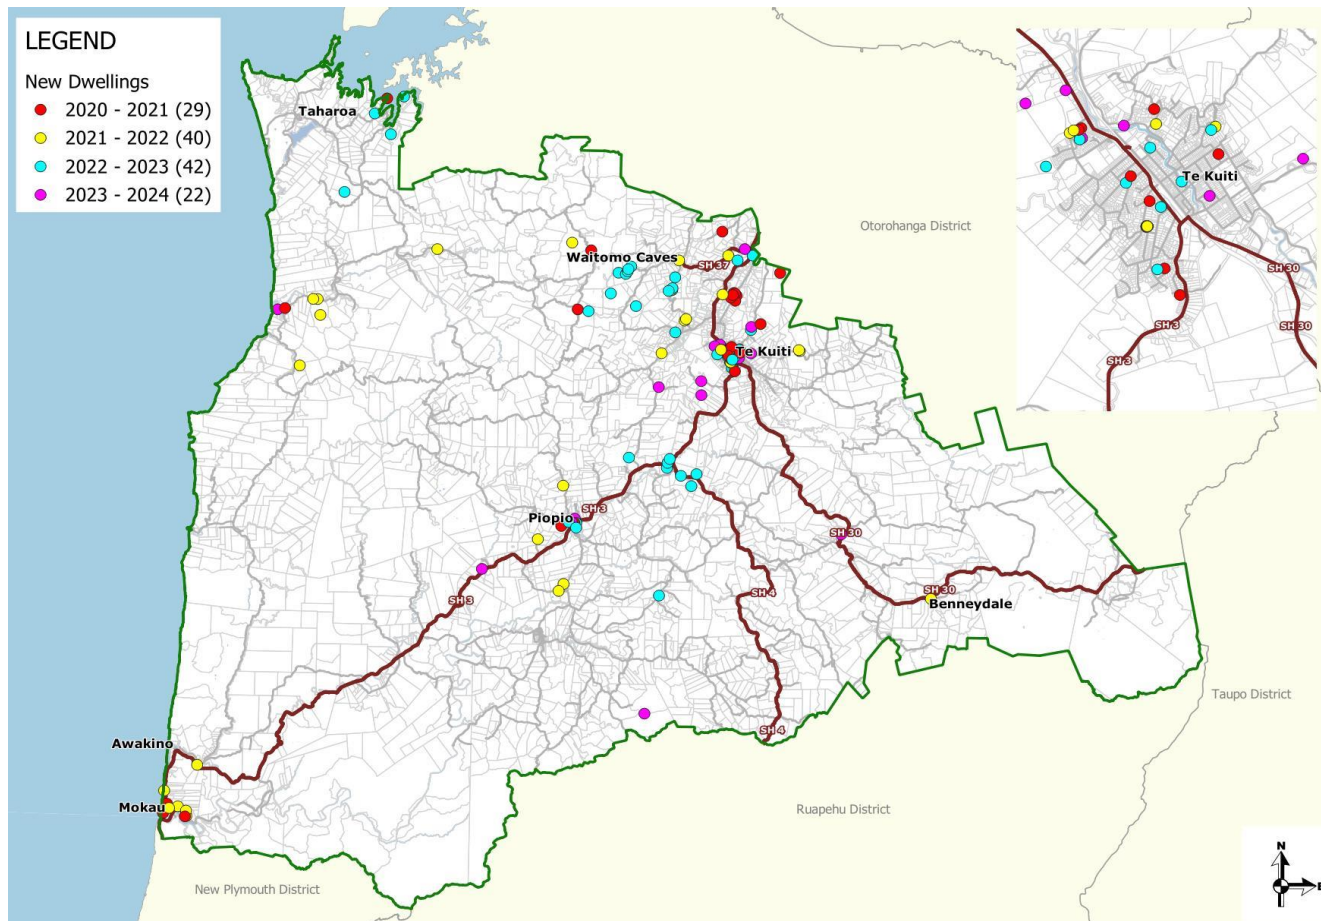 LEGEND
New Dwellings
2020 - 2021 (29)
2021 - 2022 (40)
2022 - 2023 (42)
2023 - 2024 (22)
Taharoa
Te Kuiti
SH 30
SH 3
SH 30
SH 3
Otorohanga District
Waitomo Caves
SH 37
Te Kuiti
Piopio
SH 3
SH 30
SH 3
SH 4
SH 30
Benneydale
Taupo District
SH 4
Awakino
Mokau
Ruapehu District
New Plymouth District
N
E